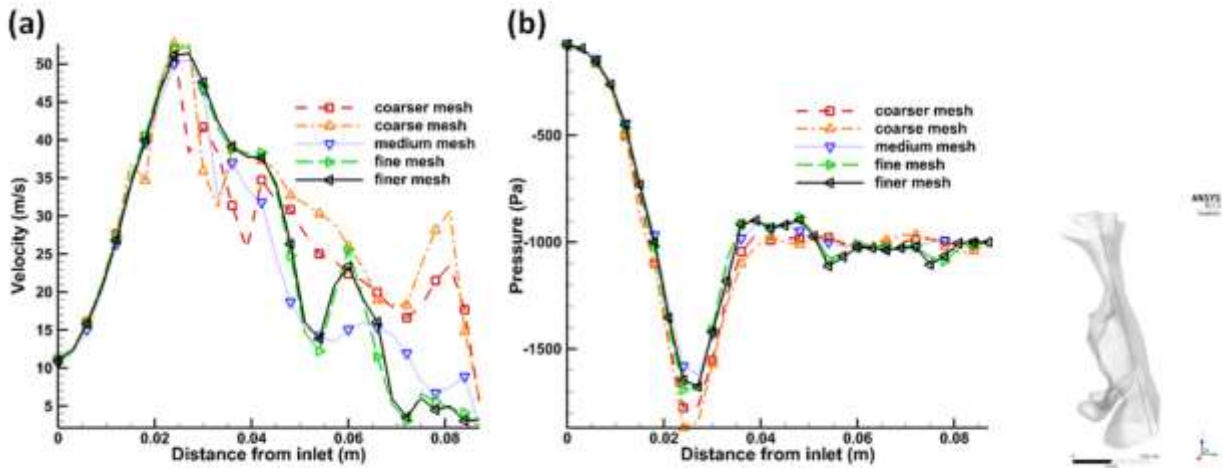 (a)
50
45
40
35
30
25
20
15
10
5
Velocity (m/s)
coarser mesh
coarse mesh
medium mesh
fine mesh
finer mesh
0
0.02
0.04
0.06
0.08
Distance from inlet (m)
(b)
-500
-1000
-1500
Pressure (Pa)
coarser mesh
coarse mesh
medium mesh
fine mesh
finer mesh
0
0.02
0.04
0.06
0.08
Distance from inlet (m)
ANSYS